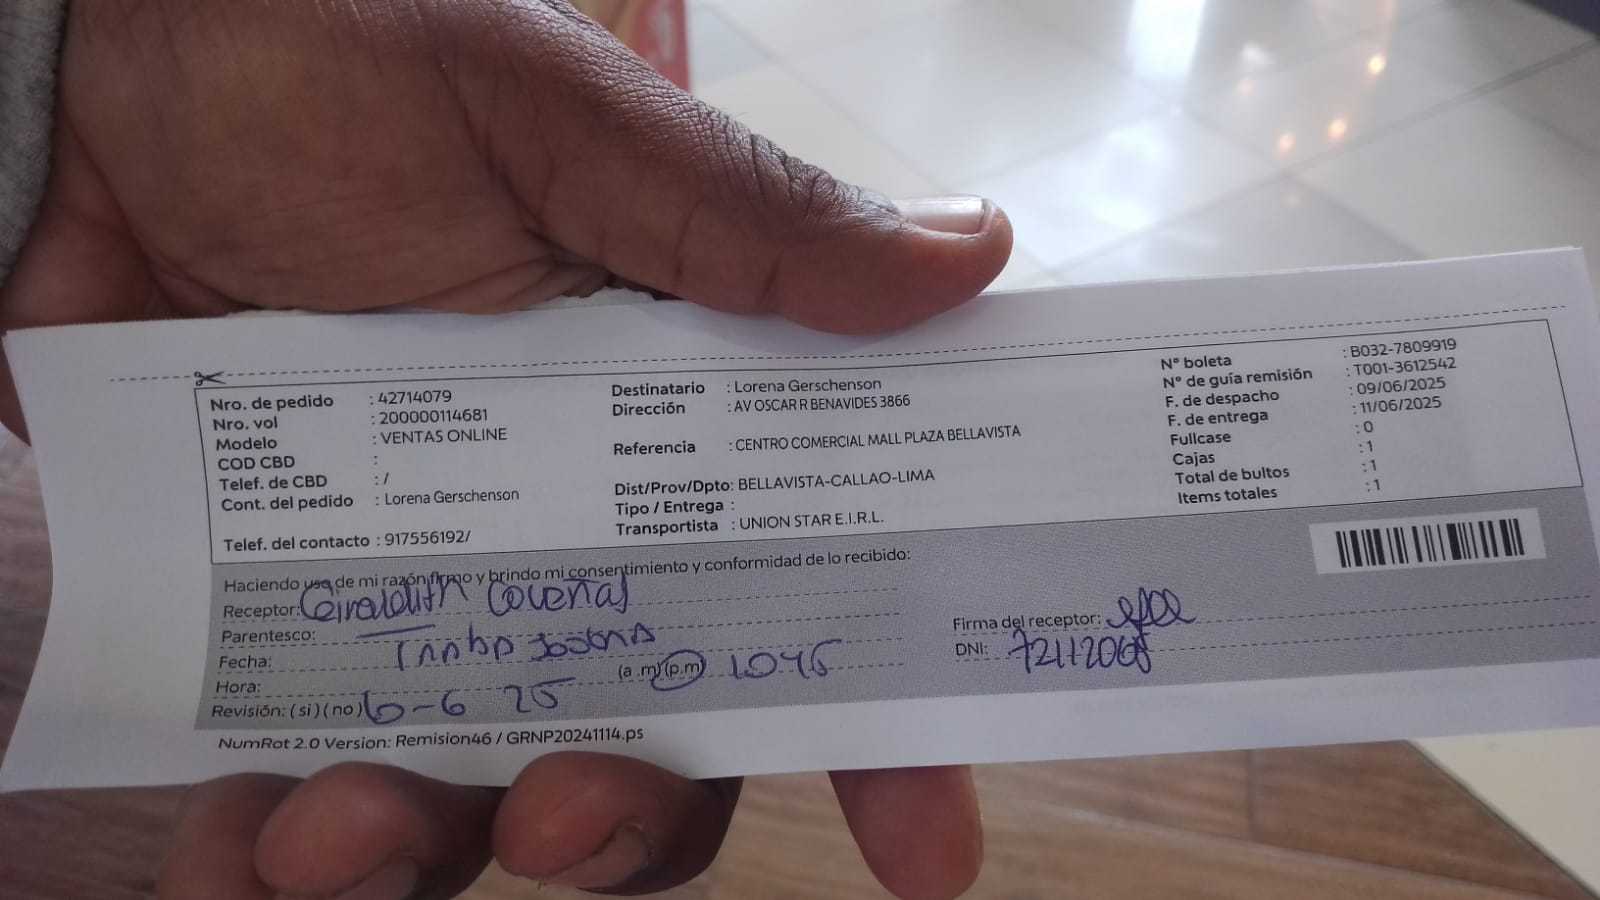 Nro. de pedido : 42714079
Nro. vol : 200000114681
Modelo : VENTAS ONLINE
COD CBD :
Telef. de CBD : /
Cont. del pedido : Lorena Gerschenson
Telef. del contacto : 917556192/
Destinatario : Lorena Gerschenson
Dirección : AV OSCAR R BENAVIDES 3866
Referencia : CENTRO COMERCIAL MALL PLAZA BELLAVISTA
Dist/Prov/Dpto: BELLAVISTA-CALLAO-LIMA
Tipo / Entrega :
Transportista : UNION STAR E.I.R.L.
N° boleta : B032-7809919
N° de guía remisión : T001-3612542
F. de despacho : 09/06/2025
F. de entrega : 11/06/2025
Fullcase : 0
Cajas : 1
Total de bultos : 1
Items totales : 1
Haciendo uso de mi razón firmo y brindo mi consentimiento y conformidad de lo recibido:
Receptor: Coveñas
Parentesco:
Fecha:
Hora: (a.m)(p.m) 1045
Revisión: (si)(no) 6-6 25
Firma del receptor:
DNI:
NumRot 2.0 Version: Remision46 / GRNP20241114.ps